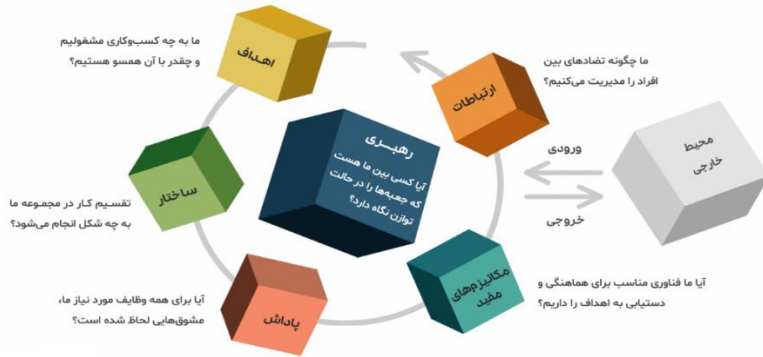 اهداف
ما به چه کسب‌وکاری مشغولیم
و چقدر با آن همسو هستیم؟
ارتباطات
ما چگونه تضادهای بین
افراد را مدیریت می‌کنیم؟
رهبری
آیا کسی بین ما هست
که جعبه‌ها را در حالت
توازن نگاه دارد؟
محیط
خارجی
ورودی
خروجی
ساختار
تقسیم کار در مجموعه ما
به چه شکل انجام می‌شود؟
مکانیزم‌های
مفید
آیا ما فناوری مناسب برای هماهنگی و
دستیابی به اهداف را داریم؟
پاداش
آیا برای همه وظایف مورد نیاز ما،
مشوق‌هایی لحاظ شده است؟